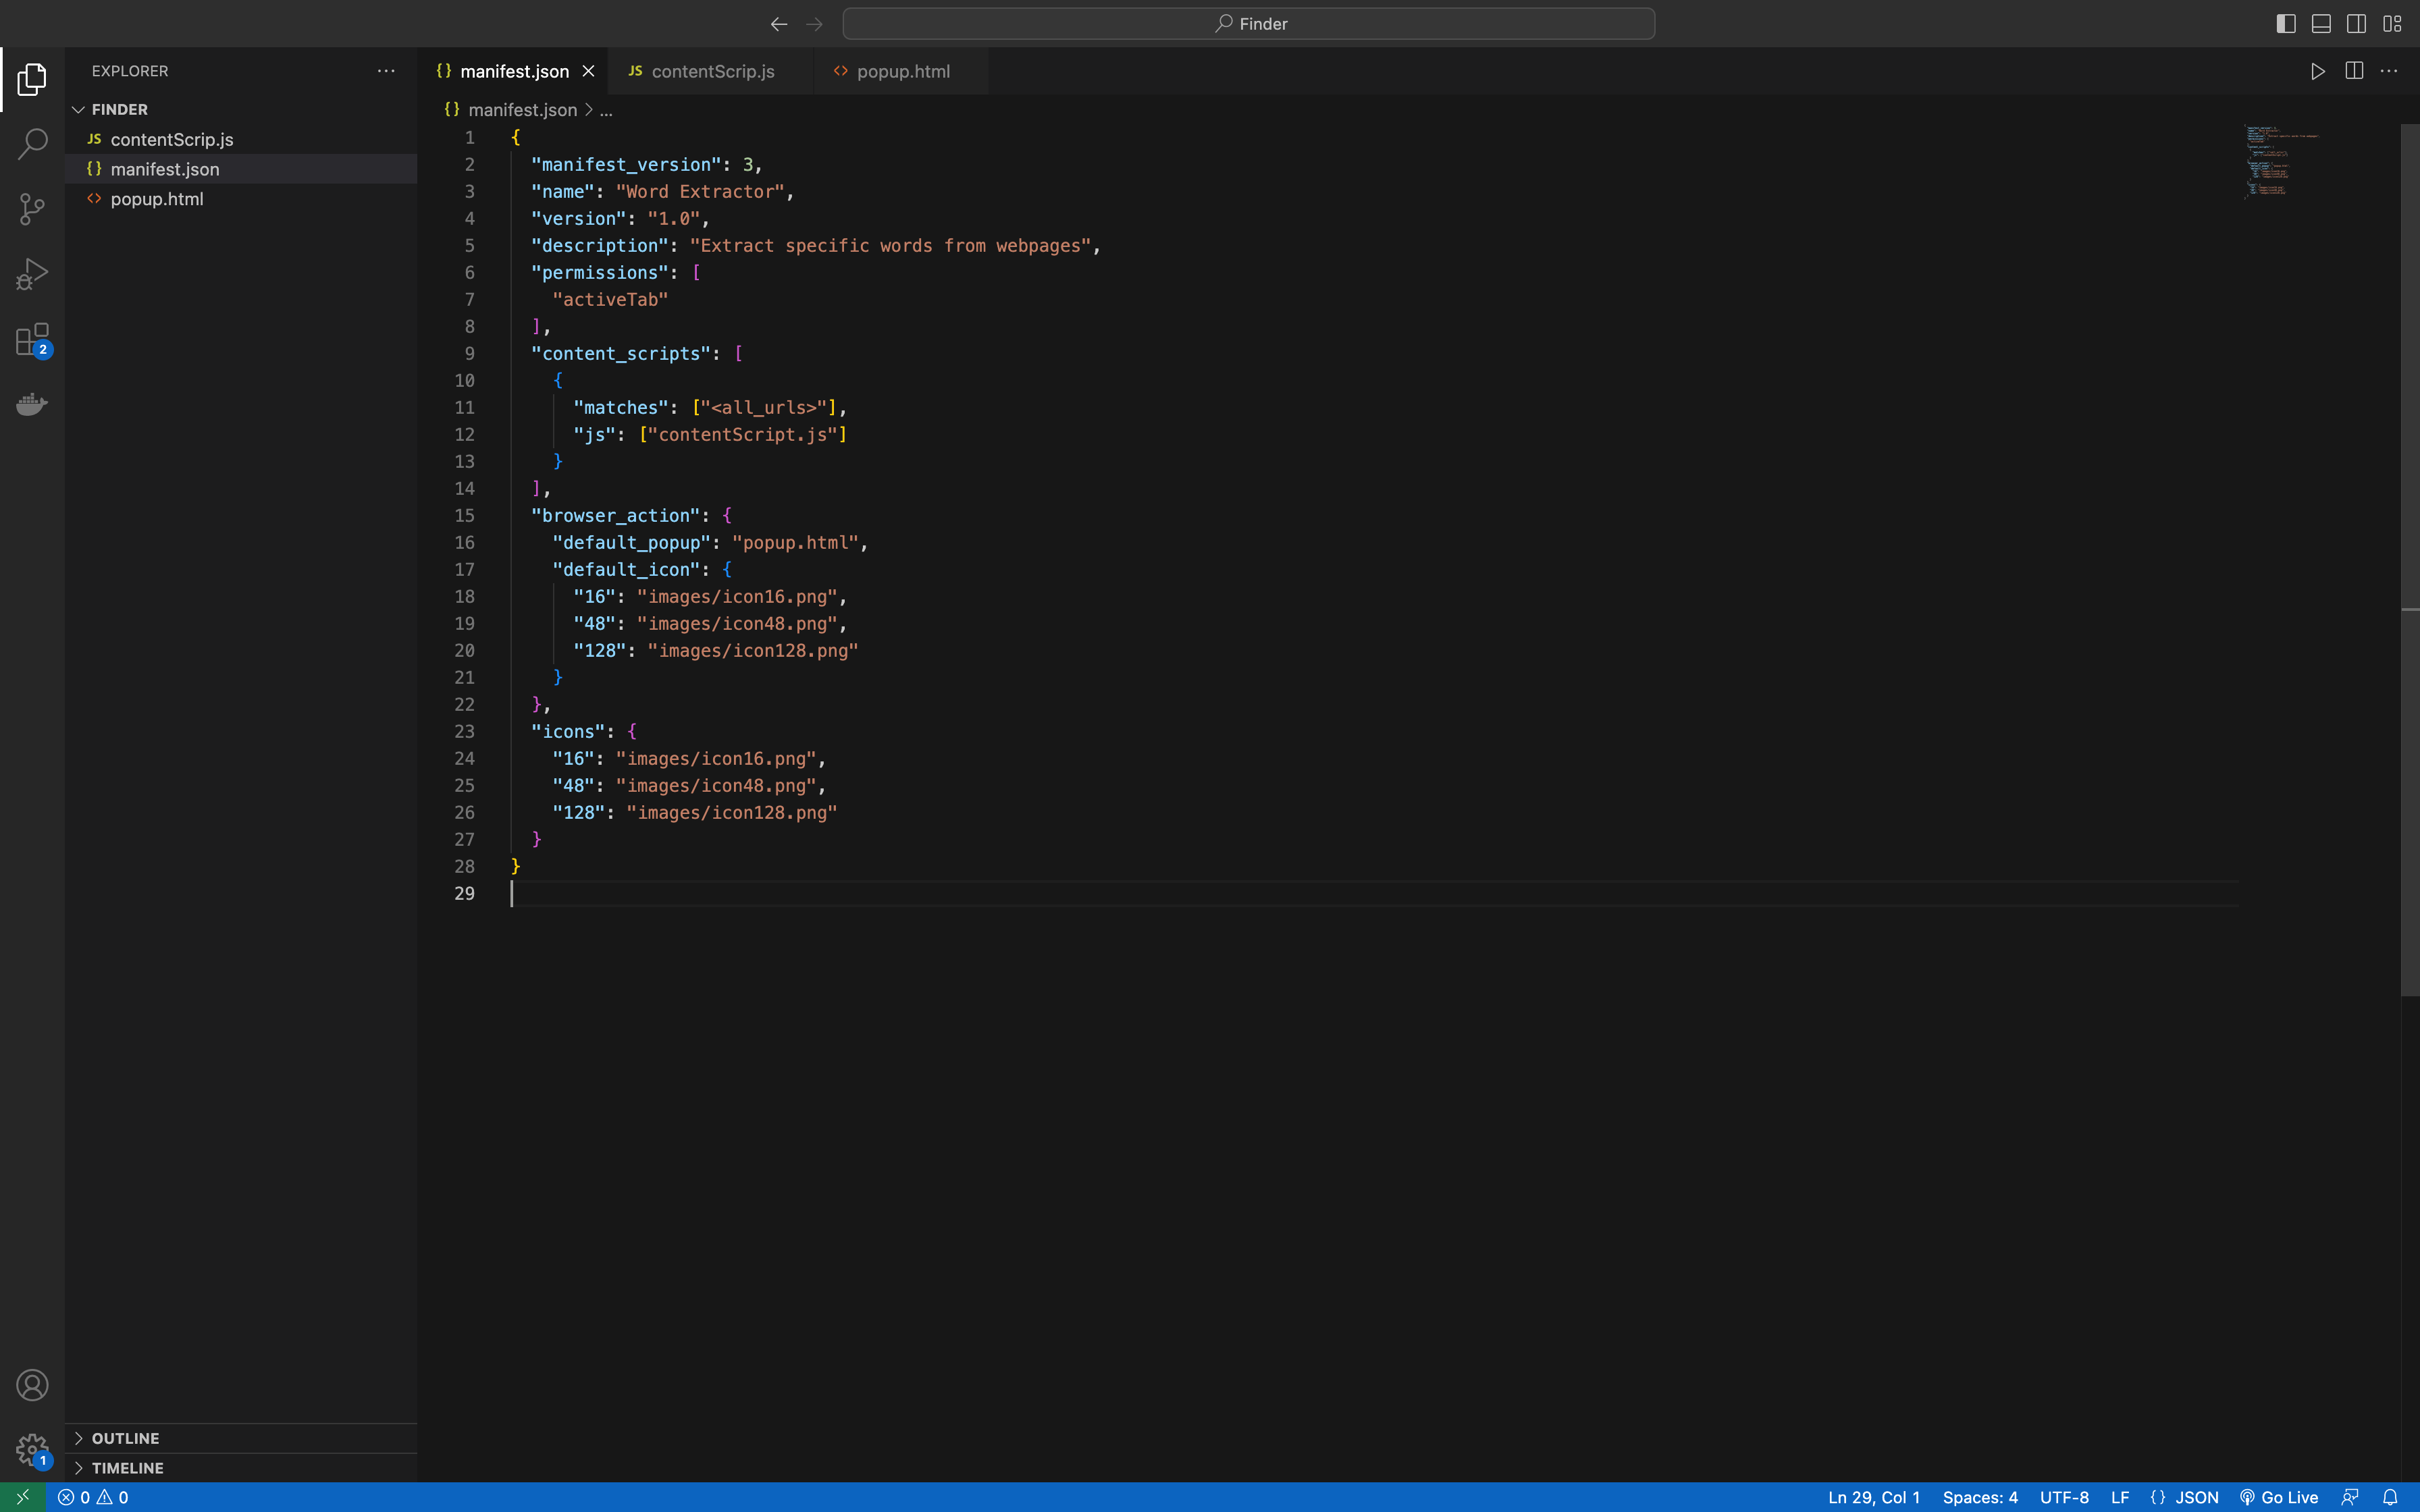 Finder
EXPLORER
FINDER
JS contentScrip.js
{} manifest.json
<> popup.html
2
OUTLINE
TIMELINE
1
{} manifest.json
JS contentScrip.js
<> popup.html
{} manifest.json > ...
1 {
2 "manifest_version": 3,
3 "name": "Word Extractor",
4 "version": "1.0",
5 "description": "Extract specific words from webpages",
6 "permissions": [
7 "activeTab"
8 ],
9 "content_scripts": [
10 {
11 "matches": ["<all_urls>"],
12 "js": ["contentScript.js"]
13 }
14 ],
15 "browser_action": {
16 "default_popup": "popup.html",
17 "default_icon": {
18 "16": "images/icon16.png",
19 "48": "images/icon48.png",
20 "128": "images/icon128.png"
21 }
22 },
23 "icons": {
24 "16": "images/icon16.png",
25 "48": "images/icon48.png",
26 "128": "images/icon128.png"
27 }
28 }
29
0 0
Ln 29, Col 1
Spaces: 4
UTF-8
LF
{} JSON
Go Live